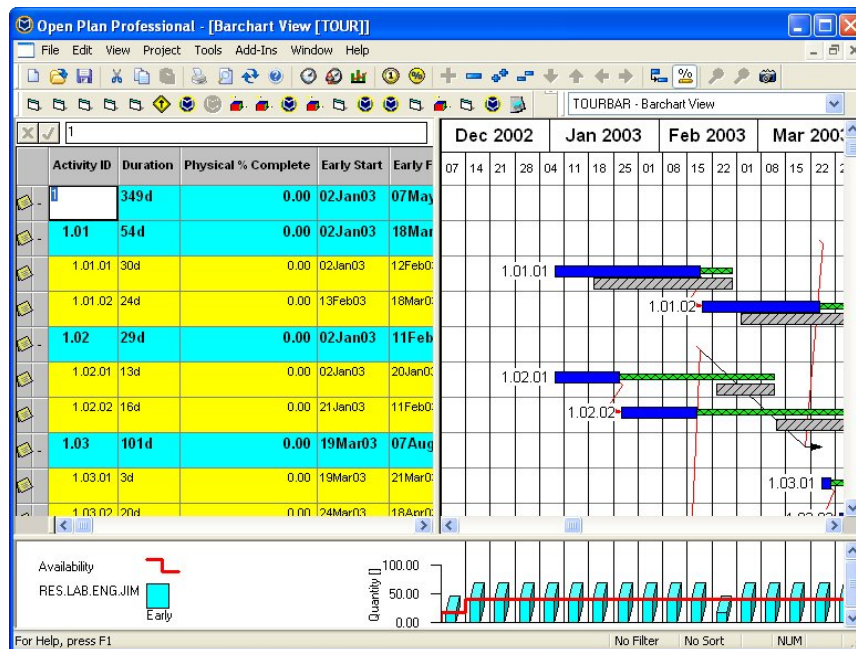 Open Plan Professional - [Barchart View [TOUR]]
File Edit View Project Tools Add-Ins Window Help
TOURBAR - Barchart View
1
Dec 2002 Jan 2003 Feb 2003 Mar 2003
Activity ID Duration Physical % Complete Early Start Early F
07 14 21 28 04 11 18 25 01 08 15 22 01 08 15 22
1 349d 0.00 02Jan03 07May
1.01 54d 0.00 02Jan03 18Mar
1.01.01 30d 0.00 02Jan03 12Feb03
1.01.01
1.01.02 24d 0.00 13Feb03 18Mar0
1.01.02
1.02 29d 0.00 02Jan03 11Feb
1.02.01 13d 0.00 02Jan03 20Jan03
1.02.01
1.02.02 16d 0.00 21Jan03 11Feb0
1.02.02
1.03 101d 0.00 19Mar03 07Aug
1.03.01 3d 0.00 19Mar03 21Mar0
1.03.01
1.03.02 20d 0.00 24Mar03 18Apr0
Availability
RES.LAB.ENG.JIM
Early
Quantity []
100.00
50.00
0.00
For Help, press F1 No Filter No Sort NUM